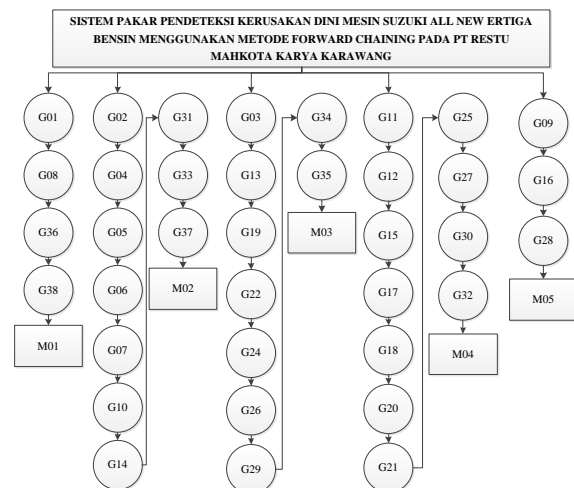 SISTEM PAKAR PENDETEKSI KERUSAKAN DINI MESIN SUZUKI ALL NEW ERTIGA
BENSIN MENGGUNAKAN METODE FORWARD CHAINING PADA PT RESTU
MAHKOTA KARYA KARAWANG
G01
G08
G36
G38
M01
G02
G04
G05
G06
G07
G10
G14
G31
G33
G37
M02
G03
G13
G19
G22
G24
G26
G29
G34
G35
M03
G11
G12
G15
G17
G18
G20
G21
G25
G27
G30
G32
M04
G09
G16
G28
M05